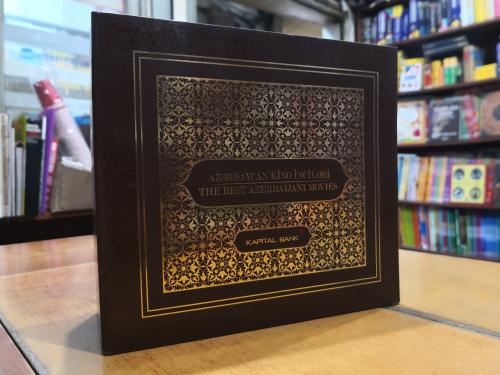 AZƏRBAYCAN KİNO İNCİLƏRİ
THE BEST AZERBAIJANI MOVIES
KAPITAL BANK